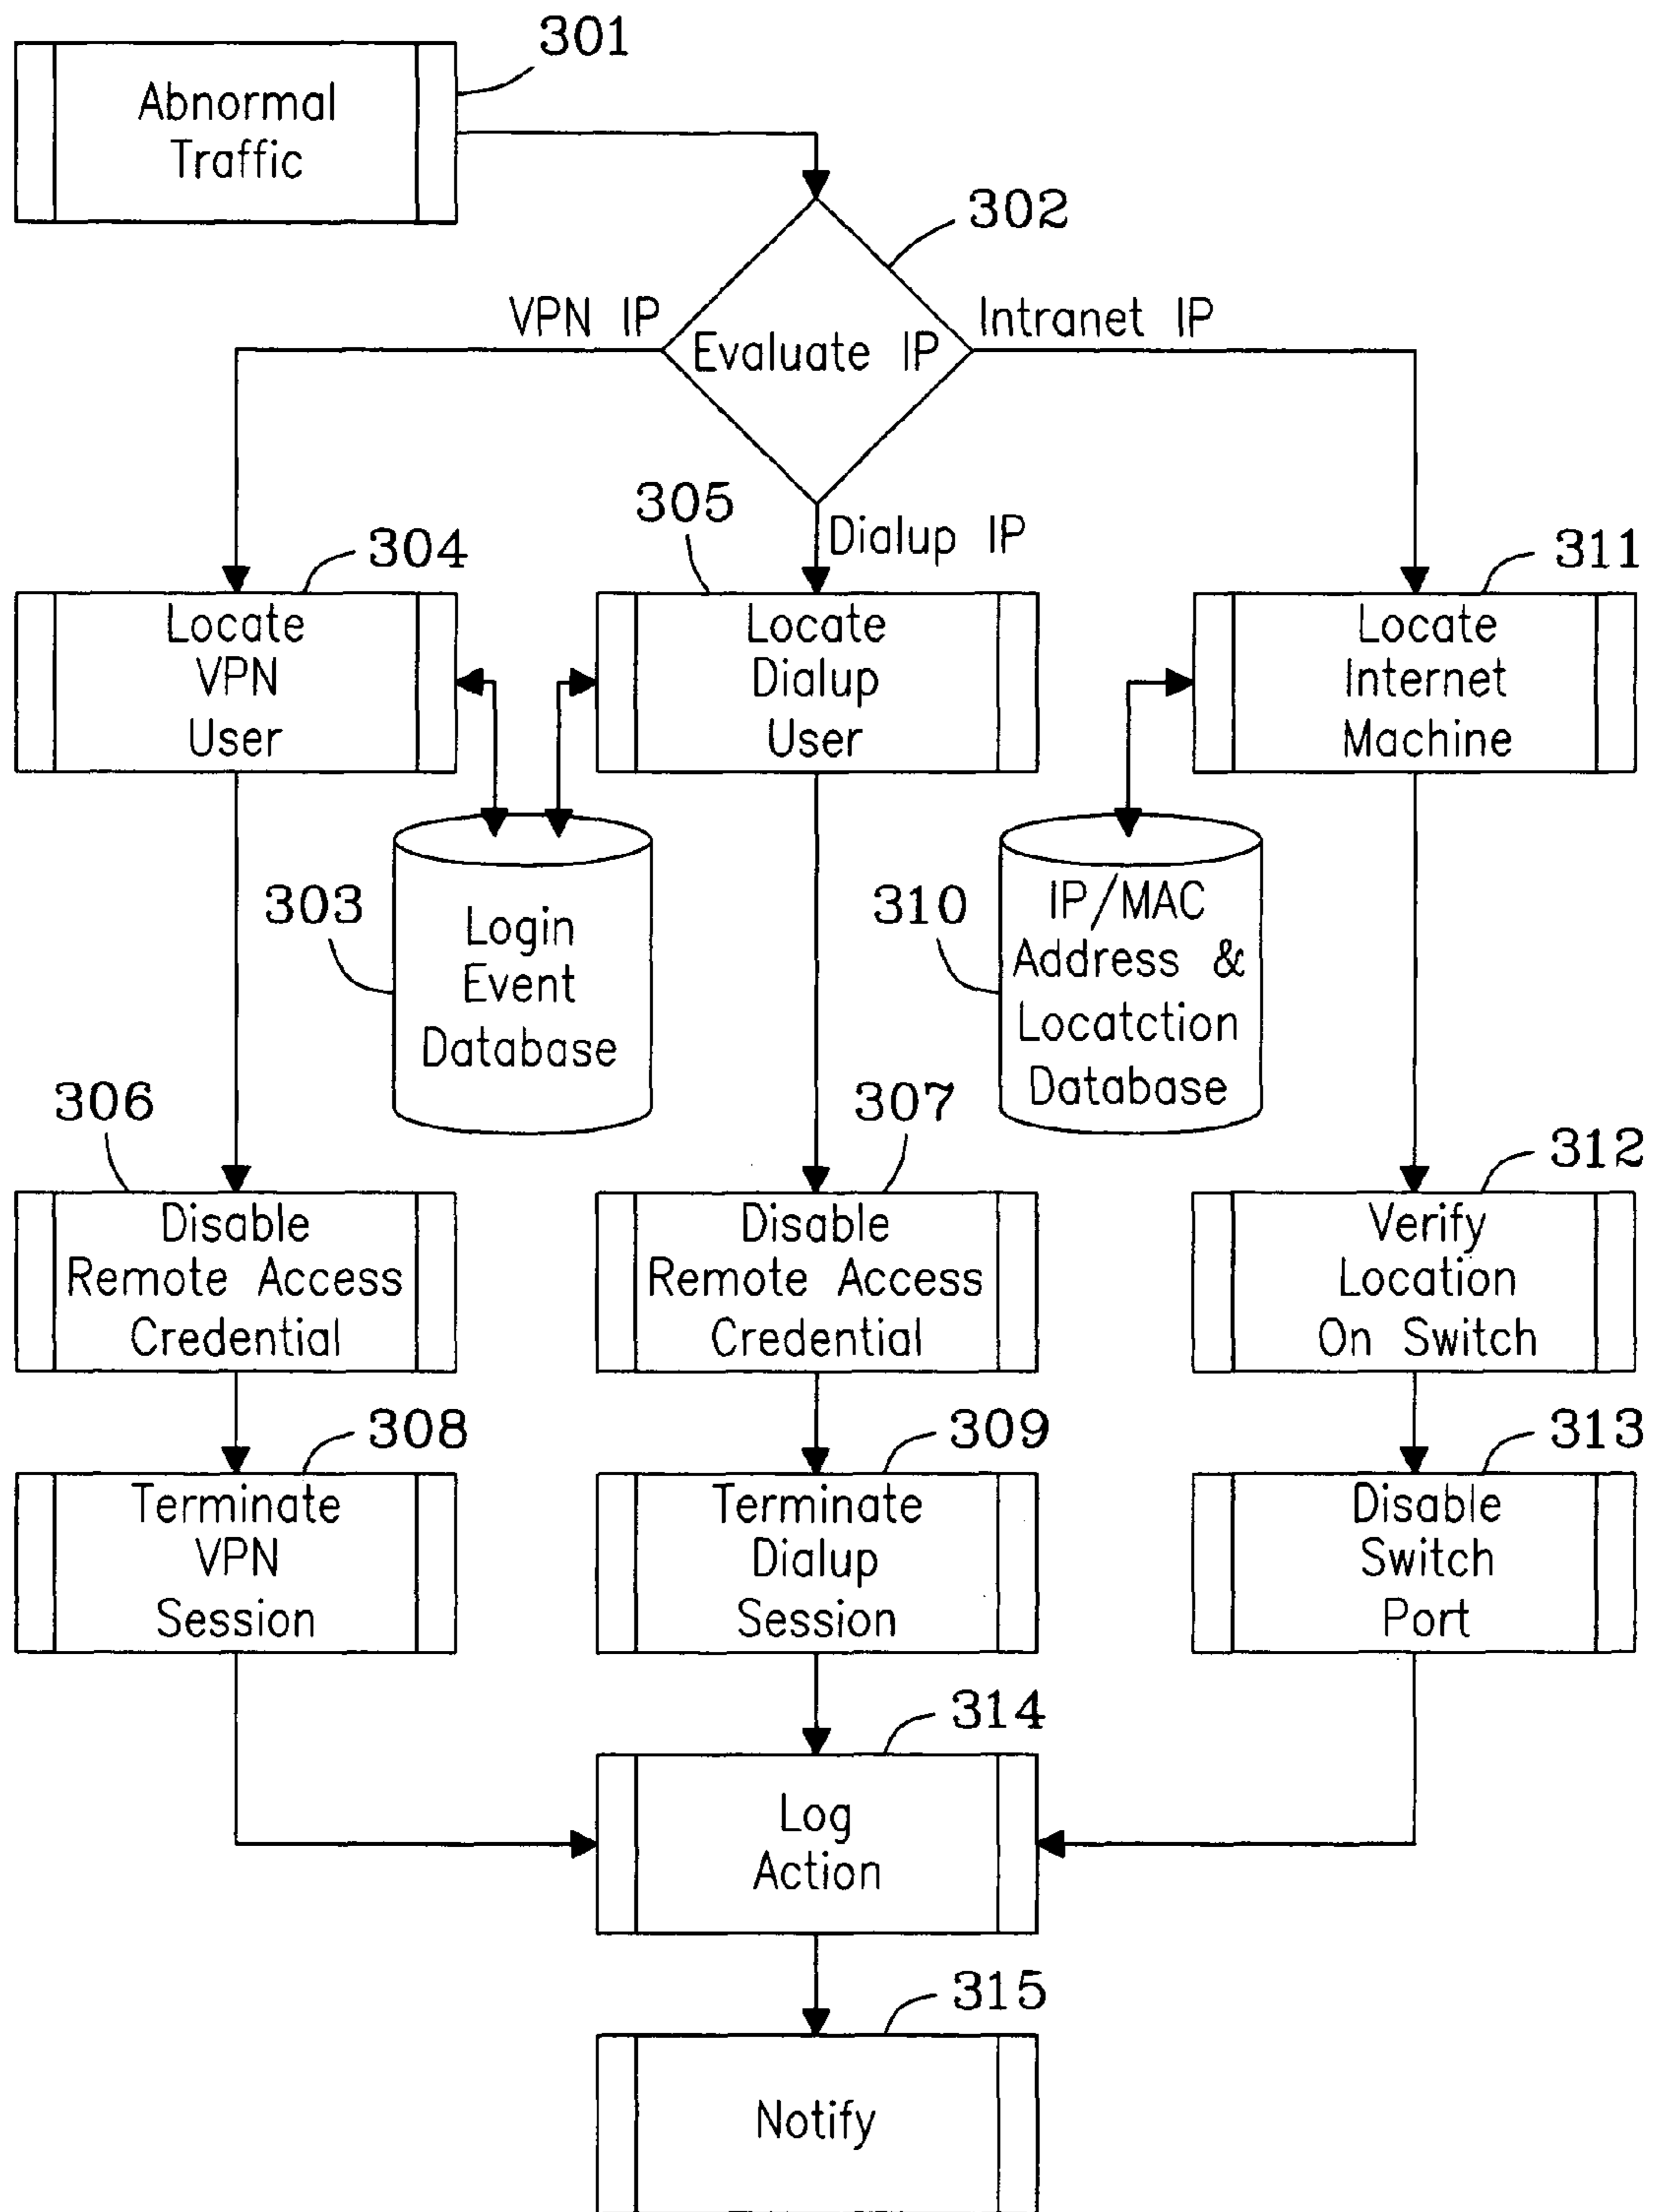 301
Abnormal
Traffic
302
VPN IP
Evaluate IP
Intranet IP
Dialup IP
304
305
311
Locate
VPN
User
Locate
Dialup
User
Locate
Internet
Machine
303
Login
Event
Database
310
IP/MAC
Address &
Locatction
Database
306
307
312
Disable
Remote Access
Credential
Disable
Remote Access
Credential
Verify
Location
On Switch
308
309
313
Terminate
VPN
Session
Terminate
Dialup
Session
Disable
Switch
Port
314
Log
Action
315
Notify